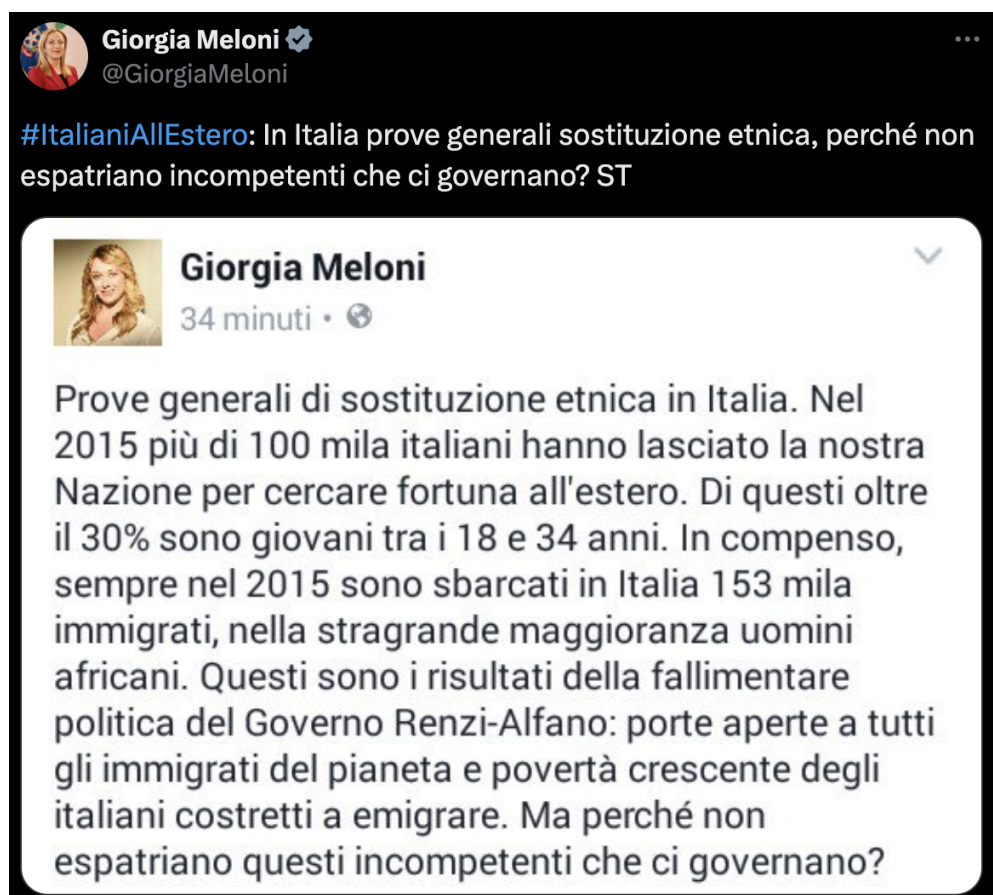 Giorgia Meloni
@GiorgiaMeloni
#ItalianiAllEstero: In Italia prove generali sostituzione etnica, perché non
espatriano incompetenti che ci governano? ST
Giorgia Meloni
34 minuti •
Prove generali di sostituzione etnica in Italia. Nel
2015 più di 100 mila italiani hanno lasciato la nostra
Nazione per cercare fortuna all'estero. Di questi oltre
il 30% sono giovani tra i 18 e 34 anni. In compenso,
sempre nel 2015 sono sbarcati in Italia 153 mila
immigrati, nella stragrande maggioranza uomini
africani. Questi sono i risultati della fallimentare
politica del Governo Renzi-Alfano: porte aperte a tutti
gli immigrati del pianeta e povertà crescente degli
italiani costretti a emigrare. Ma perché non
espatriano questi incompetenti che ci governano?